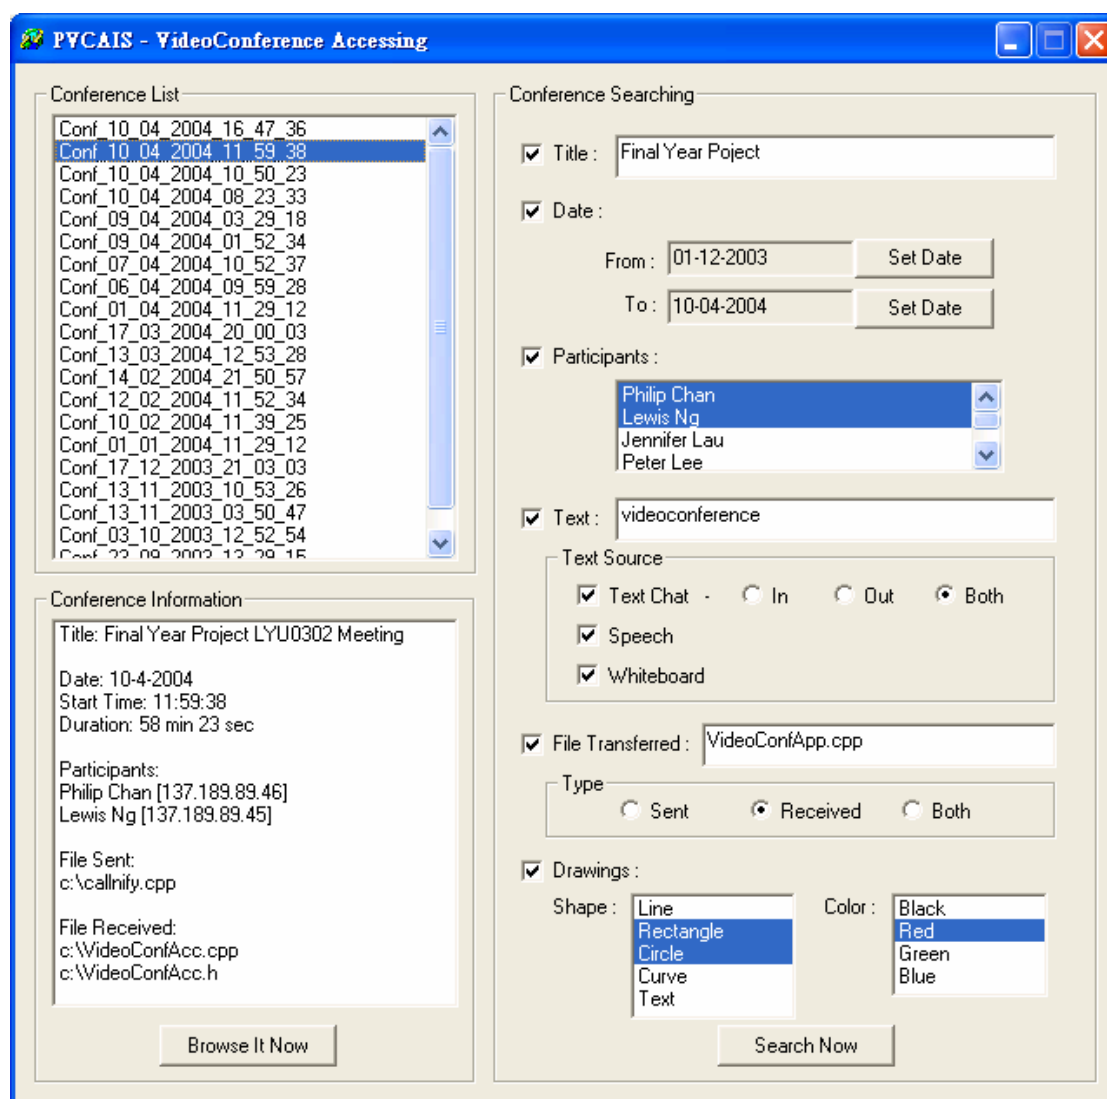 PVCAIS - VideoConference Accessing
Conference List
Conf_10_04_2004_16_47_36
Conf_10_04_2004_11_59_38
Conf_10_04_2004_10_50_23
Conf_10_04_2004_08_23_33
Conf_09_04_2004_03_29_18
Conf_09_04_2004_01_52_34
Conf_07_04_2004_10_52_37
Conf_06_04_2004_09_59_28
Conf_01_04_2004_11_29_12
Conf_17_03_2004_20_00_03
Conf_13_03_2004_12_53_28
Conf_14_02_2004_21_50_57
Conf_12_02_2004_11_52_34
Conf_10_02_2004_11_39_25
Conf_01_01_2004_11_29_12
Conf_17_12_2003_21_03_03
Conf_13_11_2003_10_53_26
Conf_13_11_2003_03_50_47
Conf_03_10_2003_12_52_54
Conf_23_09_2003_13_29_15
Conference Information
Title: Final Year Project LYU0302 Meeting
Date: 10-4-2004
Start Time: 11:59:38
Duration: 58 min 23 sec
Participants:
Philip Chan [137.189.89.46]
Lewis Ng [137.189.89.45]
File Sent:
c:\callnify.cpp
File Received:
c:\VideoConfAcc.cpp
c:\VideoConfAcc.h
Browse It Now
Conference Searching
Title : Final Year Poject
Date :
From : 01-12-2003 Set Date
To : 10-04-2004 Set Date
Participants :
Philip Chan
Lewis Ng
Jennifer Lau
Peter Lee
Text : videoconference
Text Source
Text Chat - In Out Both
Speech
Whiteboard
File Transferred : VideoConfApp.cpp
Type
Sent Received Both
Drawings :
Shape : Line
Rectangle
Circle
Curve
Text
Color : Black
Red
Green
Blue
Search Now